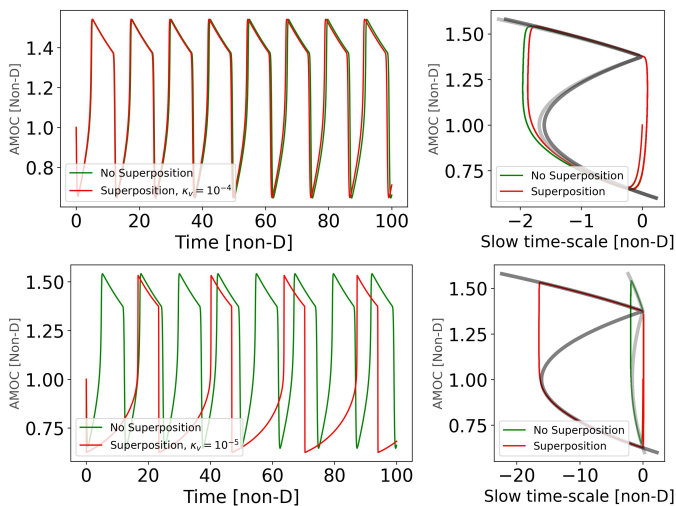 AMOC [Non-D]
1.4
1.2
1.0
0.8
No Superposition
Superposition, κᵥ = 10⁻⁴
0 20 40 60 80 100
Time [non-D]
AMOC [Non-D]
1.50
1.25
1.00
0.75
No Superposition
Superposition
−2 −1 0
Slow time-scale [non-D]
AMOC [Non-D]
1.50
1.25
1.00
0.75
No Superposition
Superposition, κᵥ = 10⁻⁵
0 20 40 60 80 100
Time [non-D]
AMOC [Non-D]
1.50
1.25
1.00
0.75
No Superposition
Superposition
−20 −10 0
Slow time-scale [non-D]